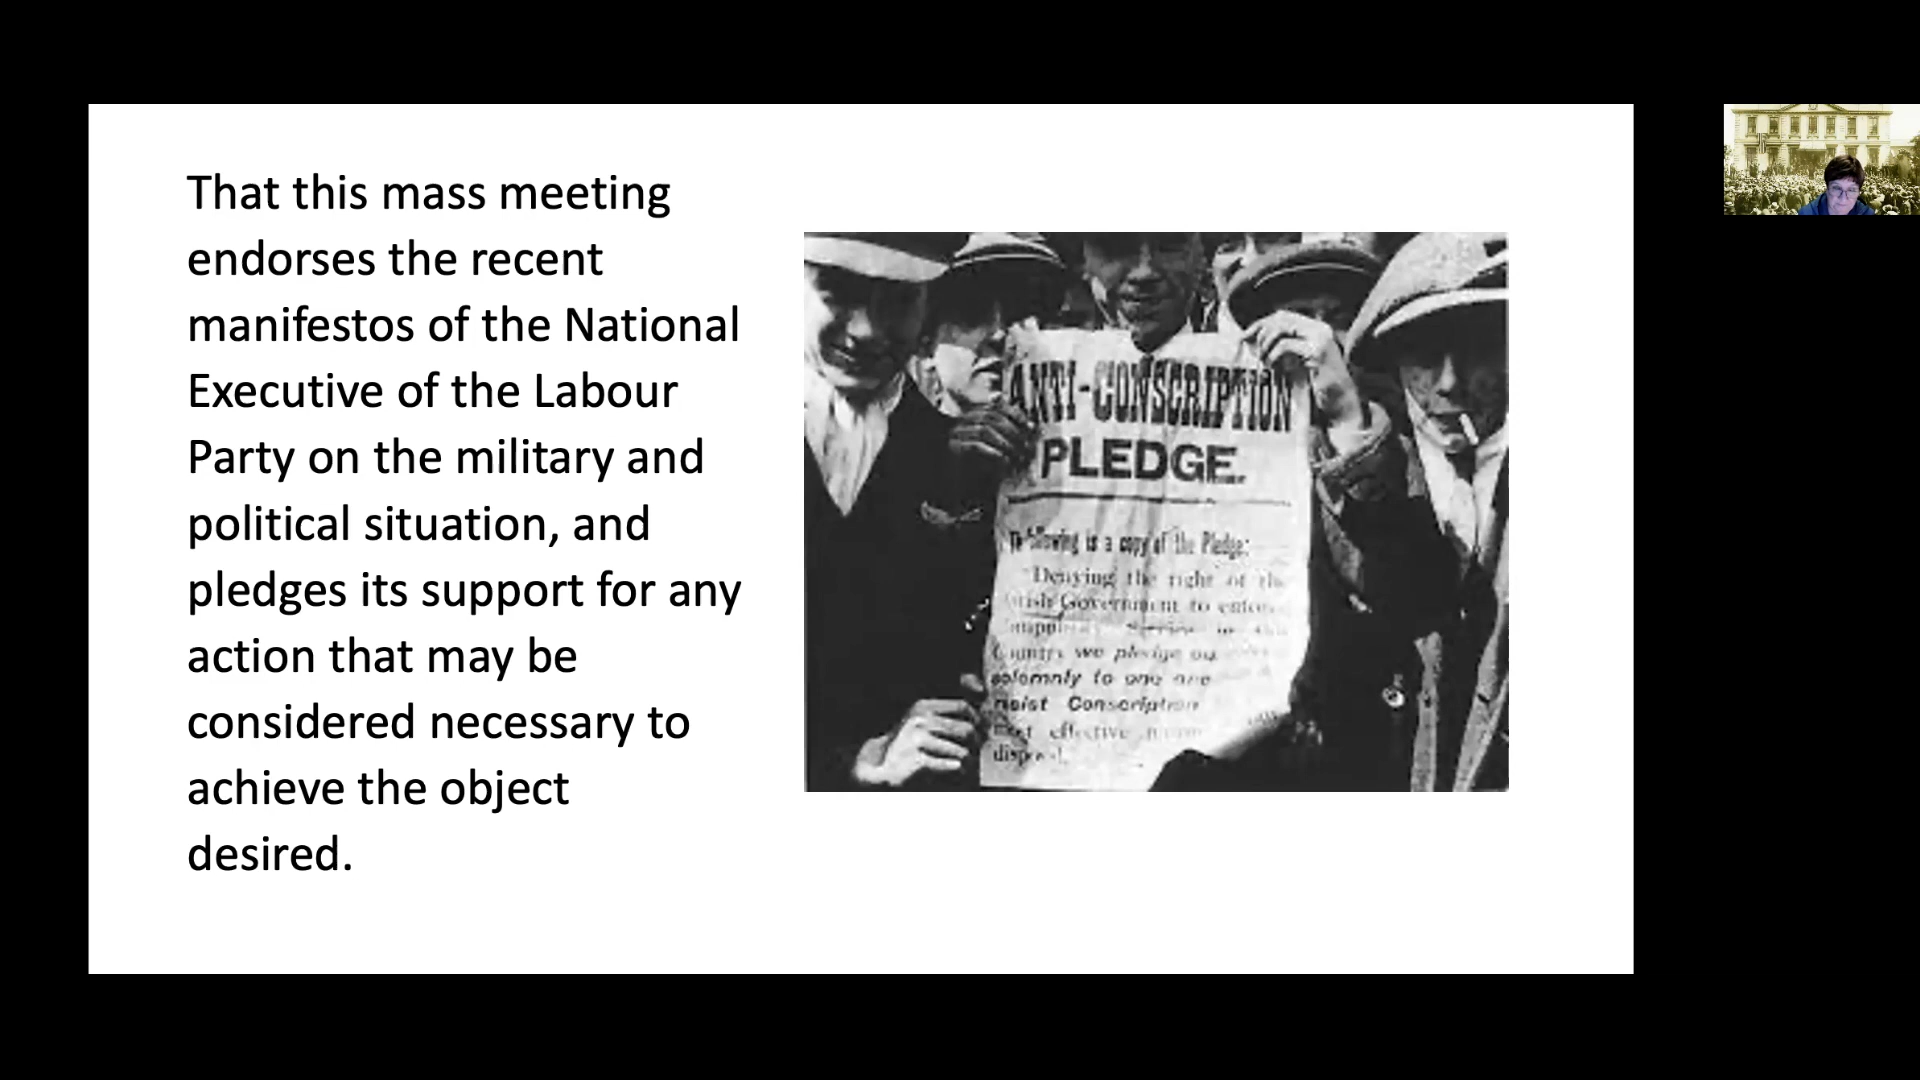 That this mass meeting
endorses the recent
manifestos of the National
Executive of the Labour
Party on the military and
political situation, and
pledges its support for any
action that may be
considered necessary to
achieve the object
desired.
ANTI-CONSCRIPTION
PLEDGE.
is a copy of the Pledge:
"Denying the right of the
Government to
Country we pledge
solemnly to one
Conscription
effective